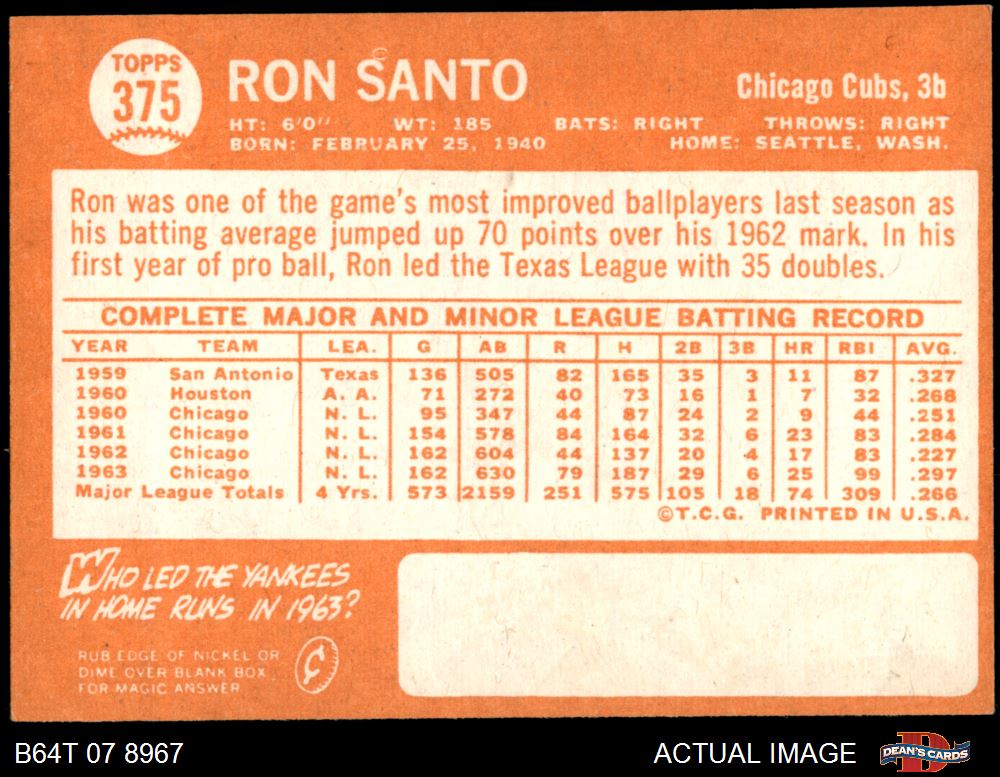 TOPPS
375
RON SANTO
Chicago Cubs, 3b
HT: 6'0" WT: 185 BATS: RIGHT THROWS: RIGHT
BORN: FEBRUARY 25, 1940 HOME: SEATTLE, WASH.
Ron was one of the game's most improved ballplayers last season as
his batting average jumped up 70 points over his 1962 mark. In his
first year of pro ball, Ron led the Texas League with 35 doubles.
COMPLETE MAJOR AND MINOR LEAGUE BATTING RECORD
YEAR TEAM LEA. G AB R H 2B 3B HR RBI AVG.
1959 San Antonio Texas 136 505 82 165 35 3 11 87 .327
1960 Houston A. A. 71 272 40 73 16 1 7 32 .268
1960 Chicago N. L. 95 347 44 87 24 2 9 44 .251
1961 Chicago N. L. 154 578 84 164 32 6 23 83 .284
1962 Chicago N. L. 162 604 44 137 20 4 17 83 .227
1963 Chicago N. L. 162 630 79 187 29 6 25 99 .297
Major League Totals 4 Yrs. 573 2159 251 575 105 18 74 309 .266
©T.C.G. PRINTED IN U.S.A.
WHO LED THE YANKEES
IN HOME RUNS IN 1963?
RUB EDGE OF NICKEL OR
DIME OVER BLANK BOX
FOR MAGIC ANSWER
¢
B64T 07 8967
ACTUAL IMAGE
D
DEAN'S CARDS